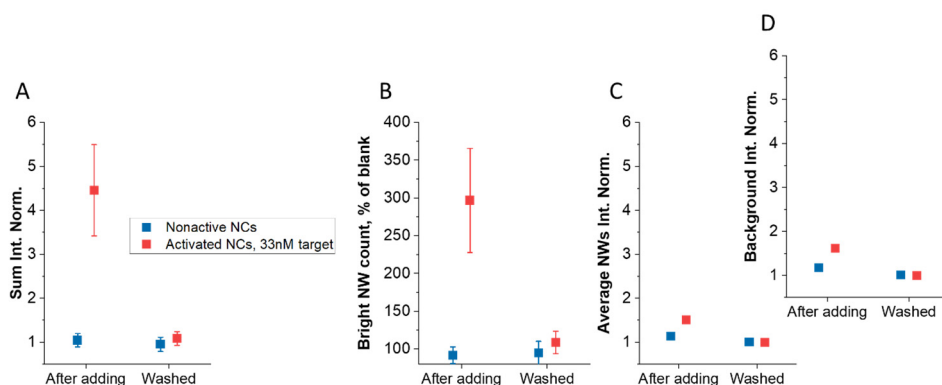 A
Sum Int. Norm.
6
5
4
3
2
1
After adding
Washed
Nonactive NCs
Activated NCs, 33nM target
B
Bright NW count, % of blank
400
350
300
250
200
150
100
After adding
Washed
C
Average NWs Int. Norm.
6
5
4
3
2
1
After adding
Washed
D
Background Int. Norm.
6
5
4
3
2
1
After adding
Washed